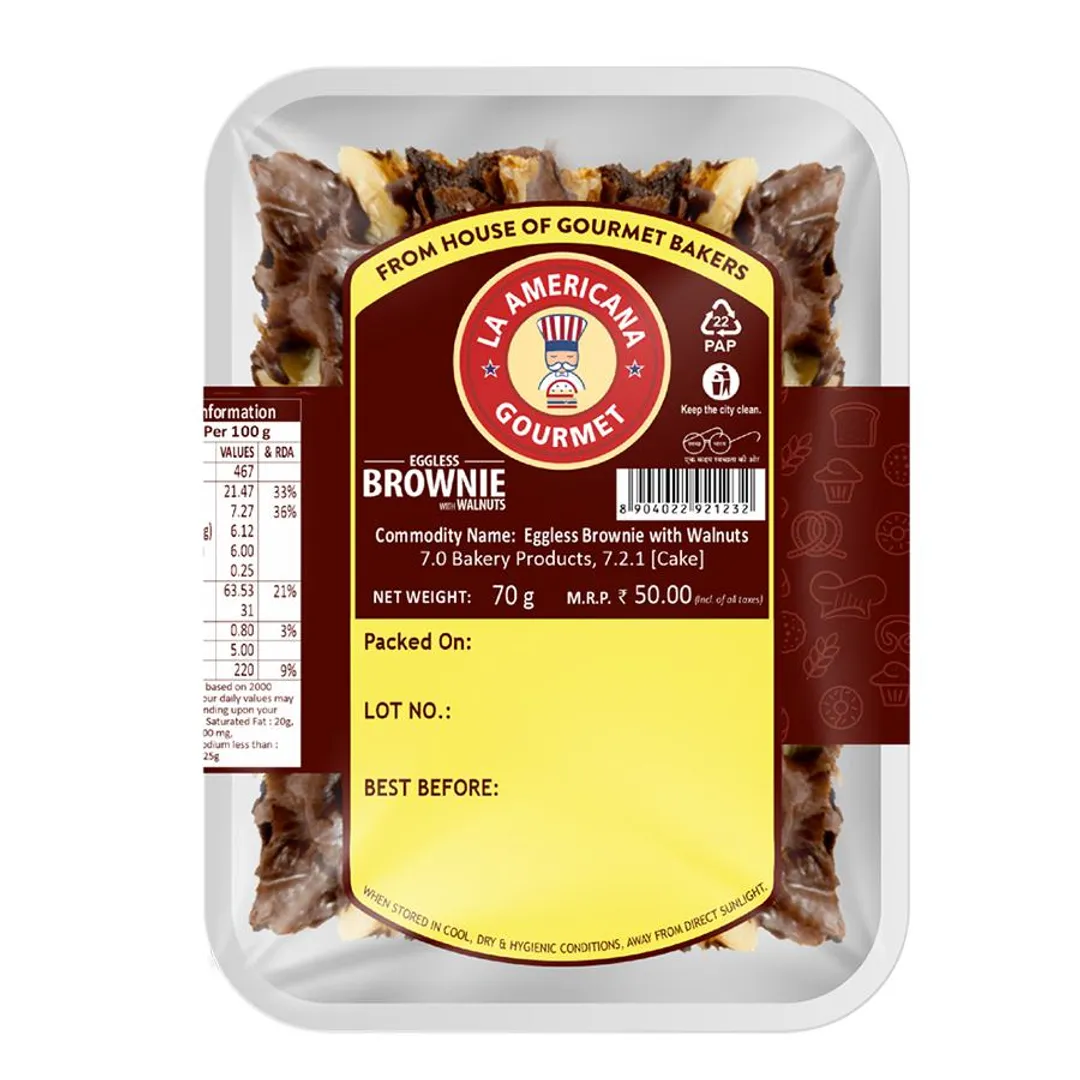 FROM HOUSE OF GOURMET BAKERS
LA AMERICANA
GOURMET
22
PAP
Keep the city clean.
एक कदम स्वच्छता की ओर
EGGLESS
BROWNIE
WITH WALNUTS
8 904022 921232
Commodity Name: Eggless Brownie with Walnuts
7.0 Bakery Products, 7.2.1 [Cake]
NET WEIGHT: 70 g M.R.P. ₹ 50.00 (Incl. of all taxes)
Packed On:
LOT NO.:
BEST BEFORE:
WHEN STORED IN COOL, DRY & HYGIENIC CONDITIONS, AWAY FROM DIRECT SUNLIGHT.
nformation
Per 100 g
VALUES & RDA
467
21.47 33%
7.27 36%
g) 6.12
6.00
0.25
63.53 21%
31
0.80 3%
5.00
220 9%
based on 2000
our daily values may
nding upon your
Saturated Fat : 20g,
00 mg,
odium less than :
25g